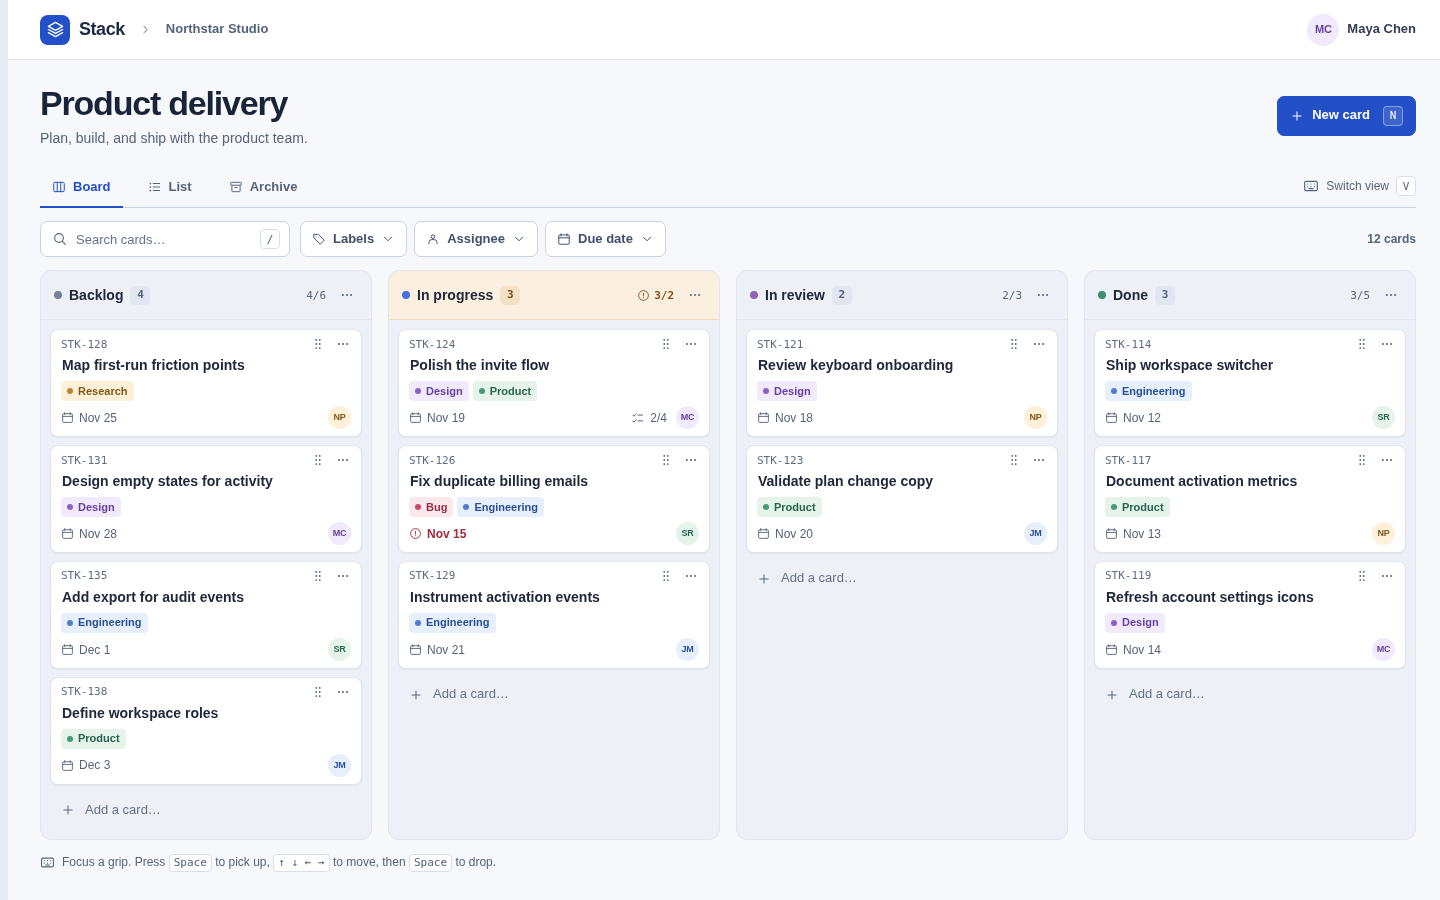 Stack
Northstar Studio
MC
Maya Chen
Product delivery
Plan, build, and ship with the product team.
New card N
Board
List
Archive
Switch view V
Search cards… /
Labels
Assignee
Due date
12 cards
Backlog 4 4/6
STK-128
Map first-run friction points
Research
Nov 25 NP
STK-131
Design empty states for activity
Design
Nov 28 MC
STK-135
Add export for audit events
Engineering
Dec 1 SR
STK-138
Define workspace roles
Product
Dec 3 JM
Add a card…
In progress 3 3/2
STK-124
Polish the invite flow
Design Product
Nov 19 2/4 MC
STK-126
Fix duplicate billing emails
Bug Engineering
Nov 15 SR
STK-129
Instrument activation events
Engineering
Nov 21 JM
Add a card…
In review 2 2/3
STK-121
Review keyboard onboarding
Design
Nov 18 NP
STK-123
Validate plan change copy
Product
Nov 20 JM
Add a card…
Done 3 3/5
STK-114
Ship workspace switcher
Engineering
Nov 12 SR
STK-117
Document activation metrics
Product
Nov 13 NP
STK-119
Refresh account settings icons
Design
Nov 14 MC
Add a card…
Focus a grip. Press Space to pick up, ↑ ↓ ← → to move, then Space to drop.